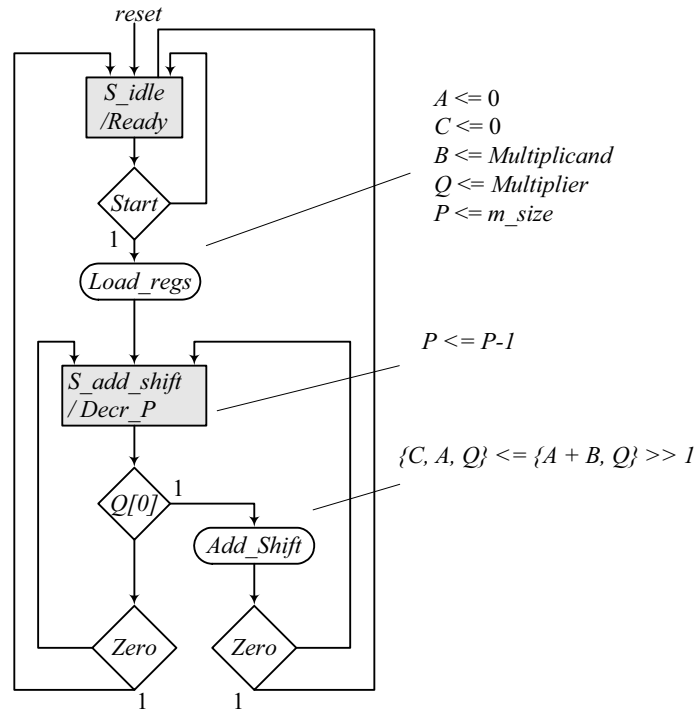 reset
S_idle
/Ready
Start
1
Load_regs
A <= 0
C <= 0
B <= Multiplicand
Q <= Multiplier
P <= m_size
S_add_shift
/ Decr_P
P <= P-1
{C, A, Q} <= {A + B, Q} >> 1
Q[0]
1
Add_Shift
Zero
Zero
1
1